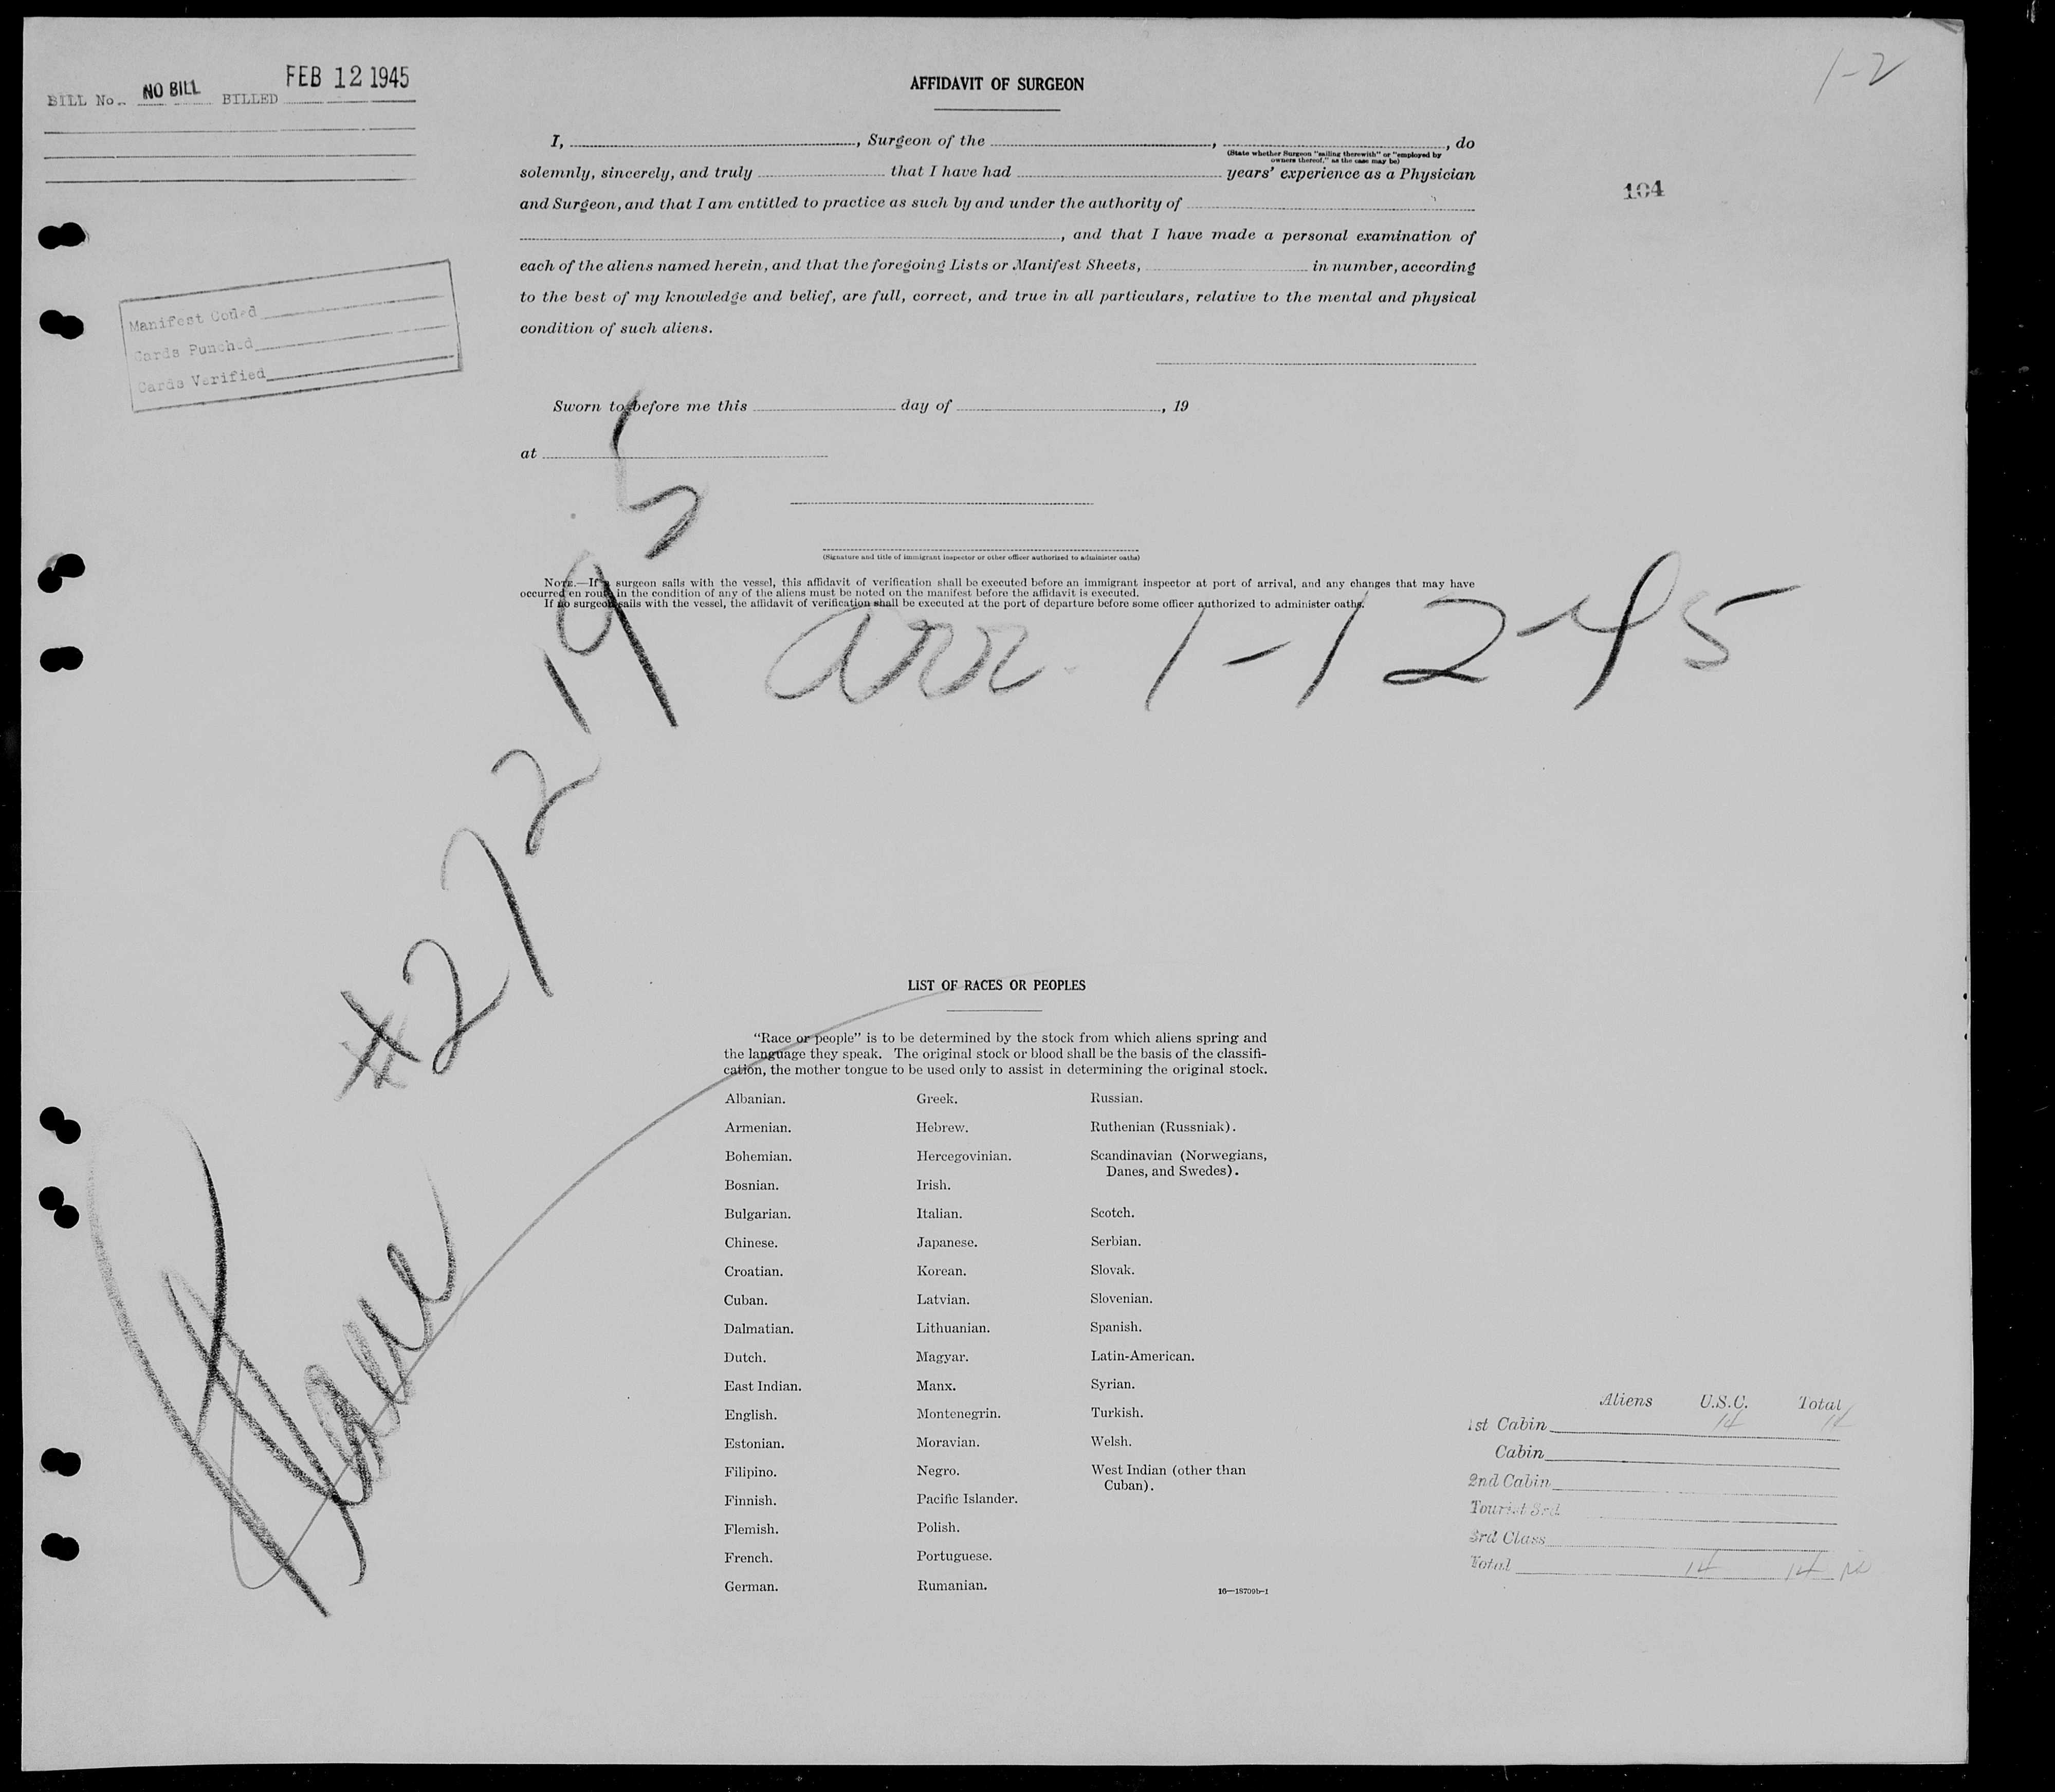 BILL No. NO BILL BILLED FEB 12 1945
1-2
104
Manifest Coded
Cards Punched
Cards Verified
AFFIDAVIT OF SURGEON
I, , Surgeon of the , , do
(State whether Surgeon "sailing therewith" or "employed by
owners thereof," as the case may be)
solemnly, sincerely, and truly that I have had years' experience as a Physician
and Surgeon, and that I am entitled to practice as such by and under the authority of
, and that I have made a personal examination of
each of the aliens named herein, and that the foregoing Lists or Manifest Sheets, in number, according
to the best of my knowledge and belief, are full, correct, and true in all particulars, relative to the mental and physical
condition of such aliens.
Sworn to before me this day of , 19
at
(Signature and title of immigrant inspector or other officer authorized to administer oaths)
NOTE.—If a surgeon sails with the vessel, this affidavit of verification shall be executed before an immigrant inspector at port of arrival, and any changes that may have
occurred en route in the condition of any of the aliens must be noted on the manifest before the affidavit is executed.
If no surgeon sails with the vessel, the affidavit of verification shall be executed at the port of departure before some officer authorized to administer oaths.
arr. 1-12-45
Plane #272195
LIST OF RACES OR PEOPLES
"Race or people" is to be determined by the stock from which aliens spring and
the language they speak. The original stock or blood shall be the basis of the classifi-
cation, the mother tongue to be used only to assist in determining the original stock.
Albanian.
Armenian.
Bohemian.
Bosnian.
Bulgarian.
Chinese.
Croatian.
Cuban.
Dalmatian.
Dutch.
East Indian.
English.
Estonian.
Filipino.
Finnish.
Flemish.
French.
German.
Greek.
Hebrew.
Hercegovinian.
Irish.
Italian.
Japanese.
Korean.
Latvian.
Lithuanian.
Magyar.
Manx.
Montenegrin.
Moravian.
Negro.
Pacific Islander.
Polish.
Portuguese.
Rumanian.
Russian.
Ruthenian (Russniak).
Scandinavian (Norwegians,
Danes, and Swedes).
Scotch.
Serbian.
Slovak.
Slovenian.
Spanish.
Latin-American.
Syrian.
Turkish.
Welsh.
West Indian (other than
Cuban).
16—18709b-1
Aliens U.S.C. Total
1st Cabin 14 14
Cabin
2nd Cabin
Tourist 3rd
3rd Class
Total 14 14